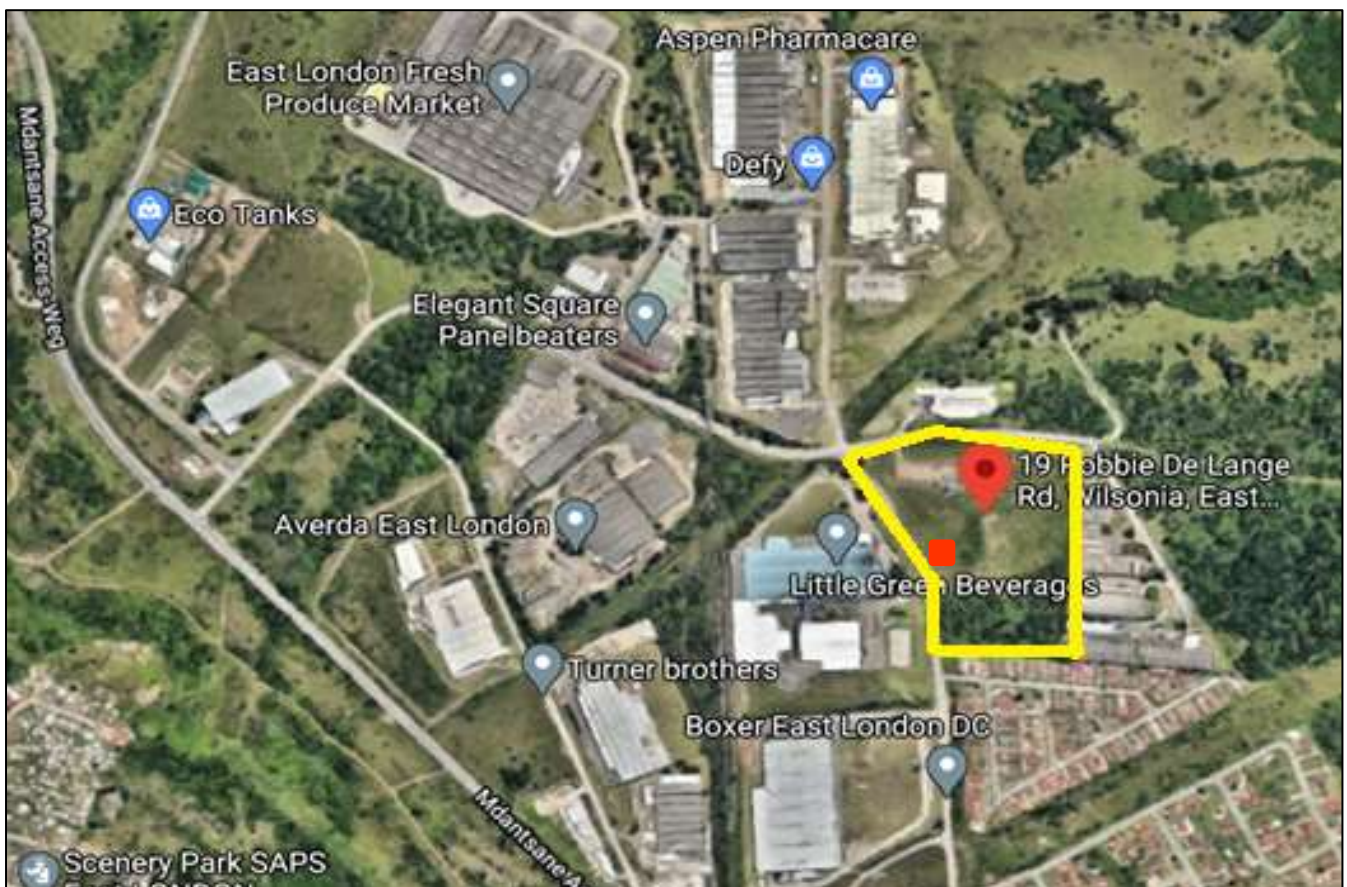 Aspen Pharmacare
East London Fresh
Produce Market
Defy
Mdantsane Access Weg
Eco Tanks
Elegant Square
Panelbeaters
19 Robbie De Lange
Rd, Wilsonia, East...
Averda East London
Little Green Beverages
Turner brothers
Boxer East London DC
Mdantsane A
Scenery Park SAPS
East LONDON